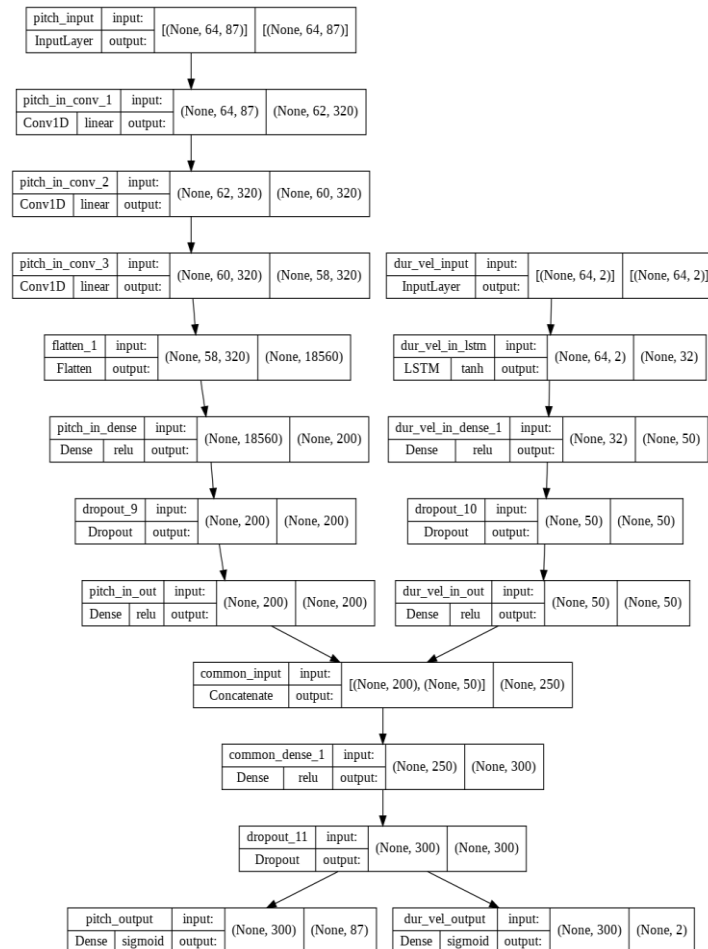 pitch_input input: [(None, 64, 87)] [(None, 64, 87)]
InputLayer output:
pitch_in_conv_1 input: (None, 64, 87) (None, 62, 320)
Conv1D linear output:
pitch_in_conv_2 input: (None, 62, 320) (None, 60, 320)
Conv1D linear output:
pitch_in_conv_3 input: (None, 60, 320) (None, 58, 320)
Conv1D linear output:
dur_vel_input input: [(None, 64, 2)] [(None, 64, 2)]
InputLayer output:
flatten_1 input: (None, 58, 320) (None, 18560)
Flatten output:
dur_vel_in_lstm input: (None, 64, 2) (None, 32)
LSTM tanh output:
pitch_in_dense input: (None, 18560) (None, 200)
Dense relu output:
dur_vel_in_dense_1 input: (None, 32) (None, 50)
Dense relu output:
dropout_9 input: (None, 200) (None, 200)
Dropout output:
dropout_10 input: (None, 50) (None, 50)
Dropout output:
pitch_in_out input: (None, 200) (None, 200)
Dense relu output:
dur_vel_in_out input: (None, 50) (None, 50)
Dense relu output:
common_input input: [(None, 200), (None, 50)] (None, 250)
Concatenate output:
common_dense_1 input: (None, 250) (None, 300)
Dense relu output:
dropout_11 input: (None, 300) (None, 300)
Dropout output:
pitch_output input: (None, 300) (None, 87)
Dense sigmoid output:
dur_vel_output input: (None, 300) (None, 2)
Dense sigmoid output: